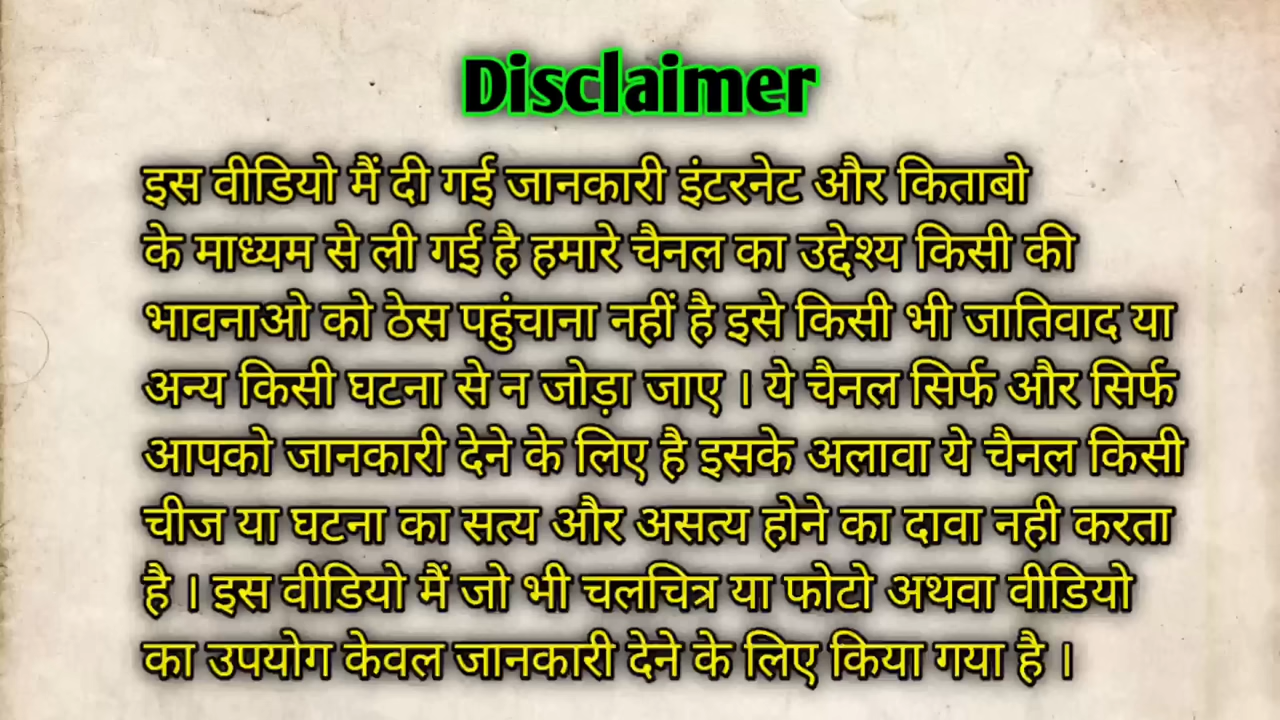 Disclaimer
इस वीडियो मैं दी गई जानकारी इंटरनेट और किताबो
के माध्यम से ली गई है हमारे चैनल का उद्देश्य किसी की
भावनाओ को ठेस पहुंचाना नहीं है इसे किसी भी जातिवाद या
अन्य किसी घटना से न जोड़ा जाए । ये चैनल सिर्फ और सिर्फ
आपको जानकारी देने के लिए है इसके अलावा ये चैनल किसी
चीज या घटना का सत्य और असत्य होने का दावा नही करता
है । इस वीडियो मैं जो भी चलचित्र या फोटो अथवा वीडियो
का उपयोग केवल जानकारी देने के लिए किया गया है ।